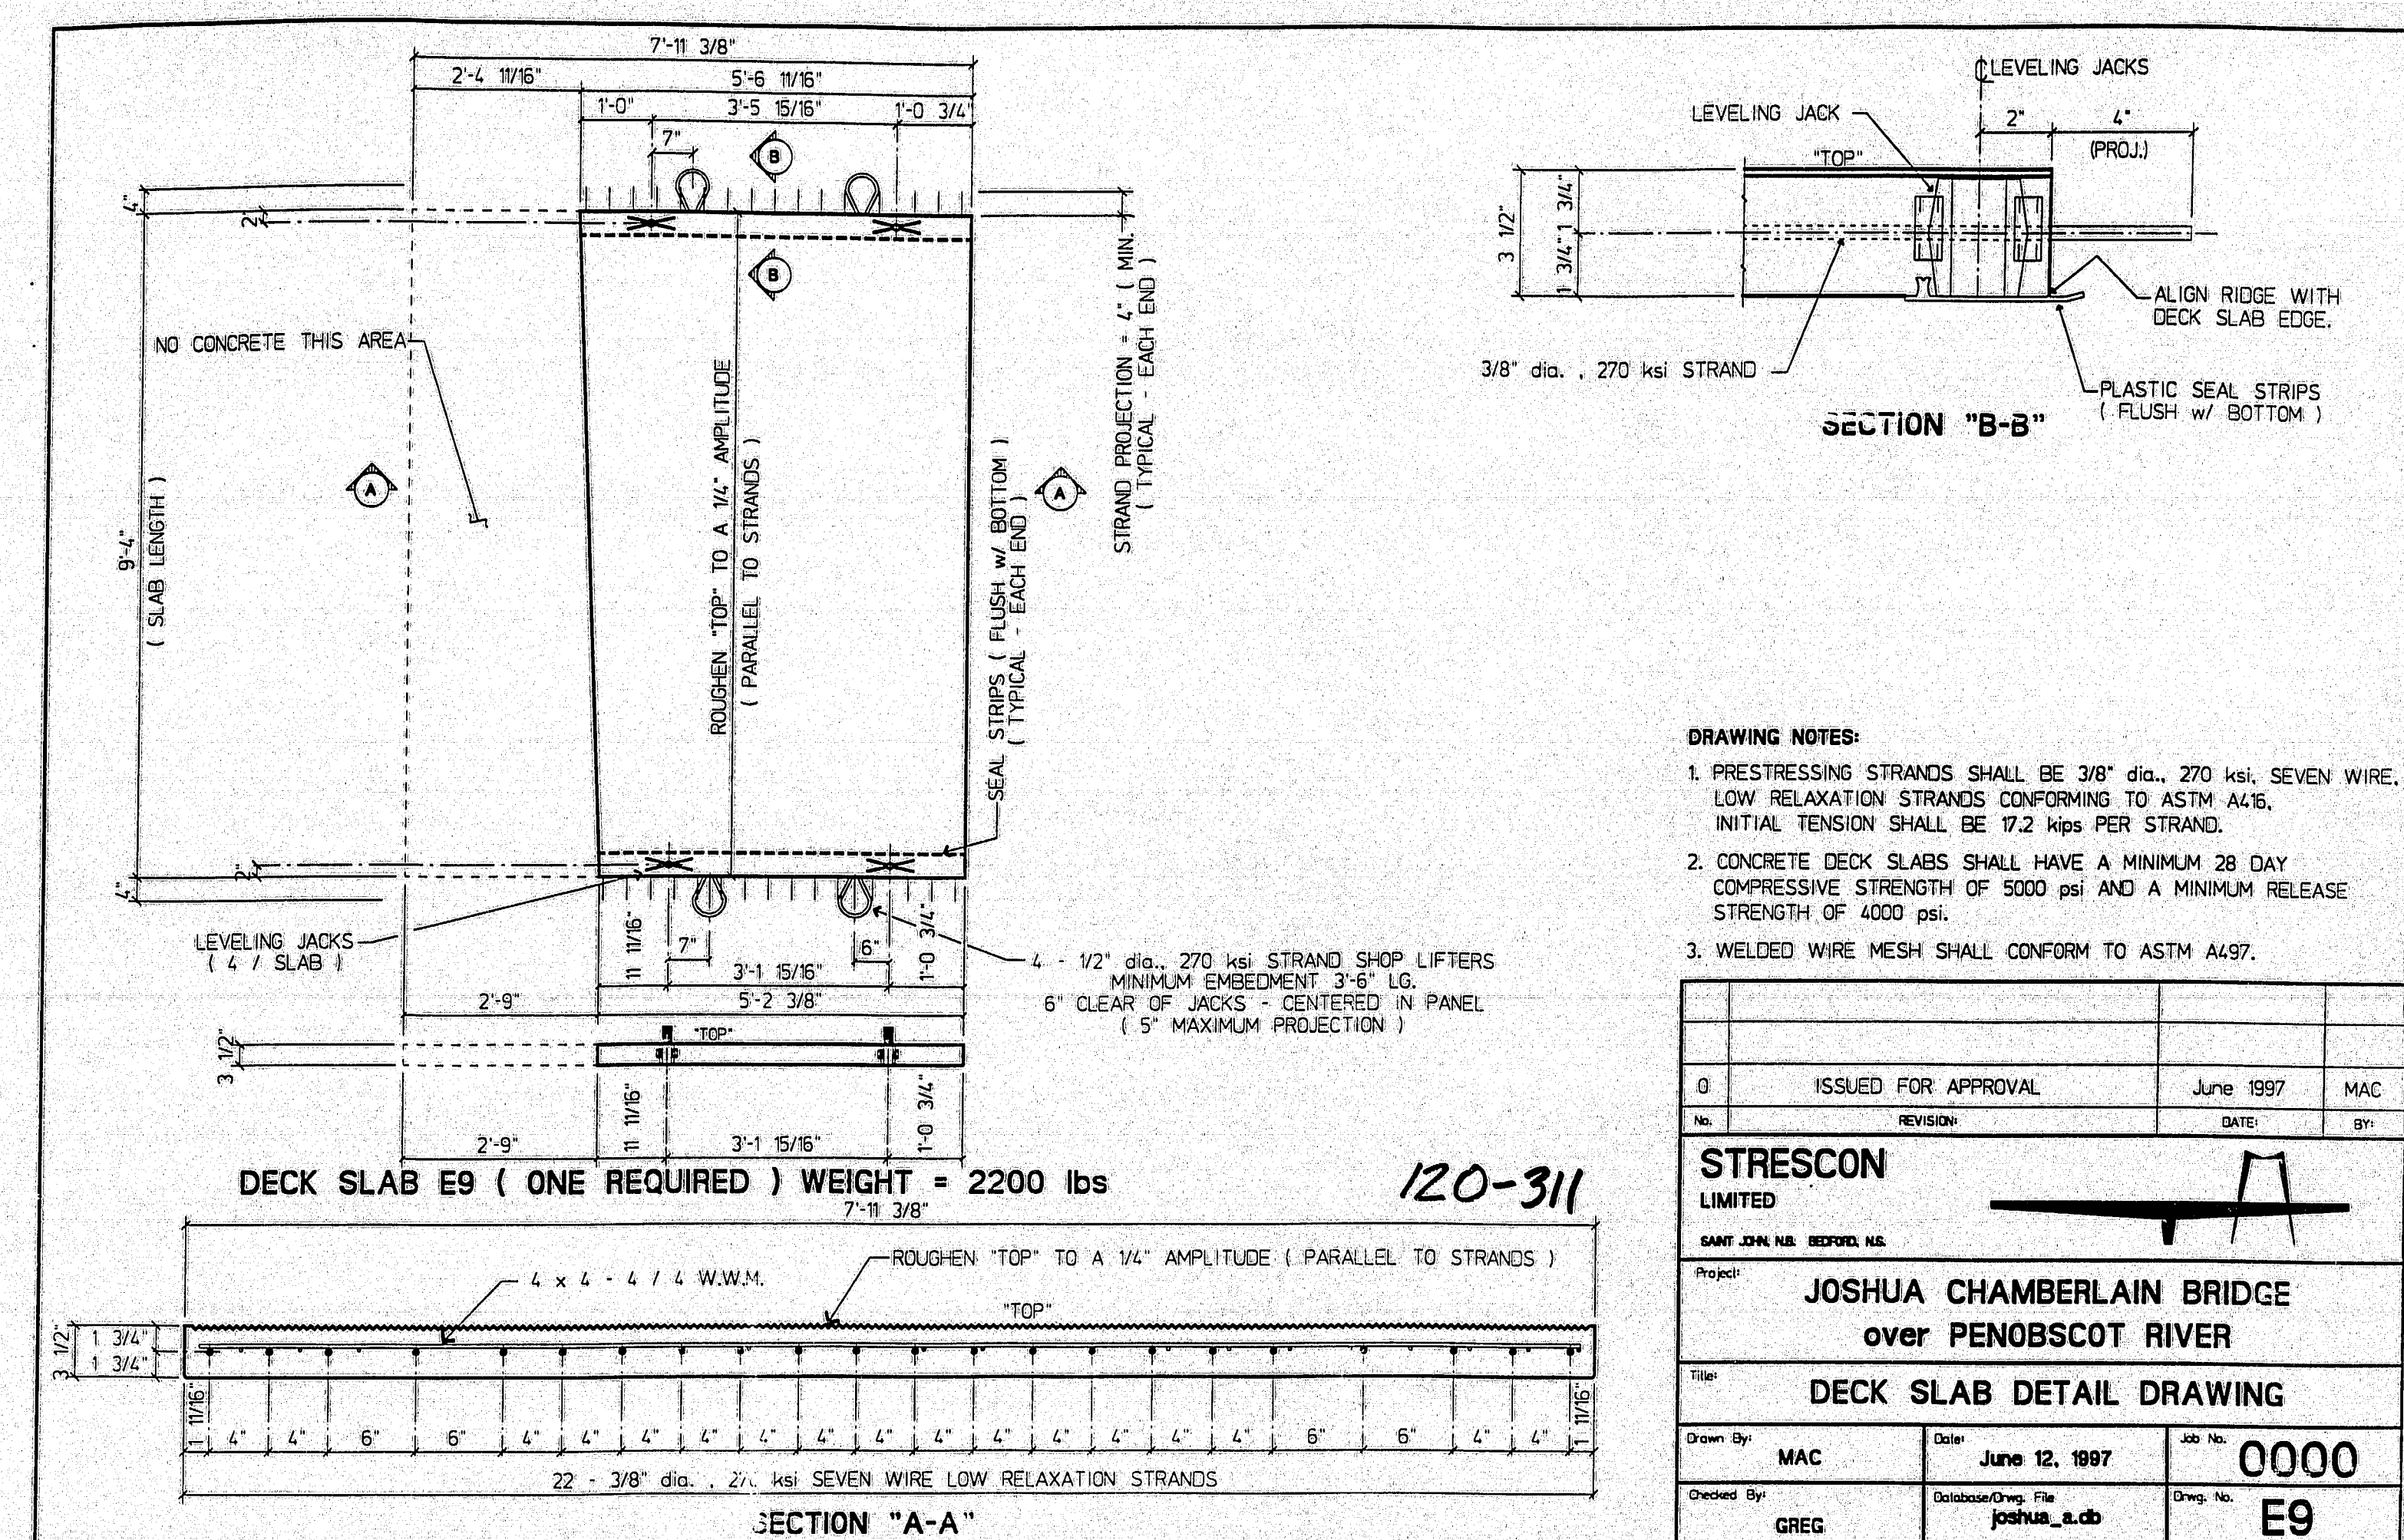 7'-11 3/8"
2'-4 11/16"
5'-6 11/16"
1'-0"
3'-5 15/16"
1'-0 3/4"
7"
B
4"
2"
B
NO CONCRETE THIS AREA
A
9'-4"
( SLAB LENGTH )
ROUGHEN "TOP" TO A 1/4" AMPLITUDE
( PARALLEL TO STRANDS )
SEAL STRIPS ( FLUSH w/ BOTTOM )
( TYPICAL - EACH END )
A
STRAND PROJECTION = 4" ( MIN. )
( TYPICAL - EACH END )
2"
4"
LEVELING JACKS
( 4 / SLAB )
11 11/16"
7"
6"
1'-0 3/4"
3'-1 15/16"
2'-9"
5'-2 3/8"
4 - 1/2" dia., 270 ksi STRAND SHOP LIFTERS
MINIMUM EMBEDMENT 3'-6" LG.
6" CLEAR OF JACKS - CENTERED IN PANEL
( 5" MAXIMUM PROJECTION )
"TOP"
3 1/2"
11 11/16"
1'-0 3/4"
2'-9"
3'-1 15/16"
DECK SLAB E9 ( ONE REQUIRED ) WEIGHT = 2200 lbs
120-311
7'-11 3/8"
ROUGHEN "TOP" TO A 1/4" AMPLITUDE ( PARALLEL TO STRANDS )
4 x 4 - 4 / 4 W.W.M.
"TOP"
3 1/2"
1 3/4"
1 3/4"
1 11/16"
4" 4" 6" 6" 4" 4" 4" 4" 4" 4" 4" 4" 4" 4" 4" 4" 4" 6" 6" 4" 4"
1 11/16"
22 - 3/8" dia. , ksi SEVEN WIRE LOW RELAXATION STRANDS
SECTION "A-A"
℄ LEVELING JACKS
LEVELING JACK
2"
4"
(PROJ.)
"TOP"
3 1/2"
1 3/4"
1 3/4"
ALIGN RIDGE WITH
DECK SLAB EDGE.
3/8" dia. , 270 ksi STRAND
PLASTIC SEAL STRIPS
( FLUSH w/ BOTTOM )
SECTION "B-B"
DRAWING NOTES:
1. PRESTRESSING STRANDS SHALL BE 3/8" dia., 270 ksi, SEVEN WIRE,
LOW RELAXATION STRANDS CONFORMING TO ASTM A416.
INITIAL TENSION SHALL BE 17.2 kips PER STRAND.
2. CONCRETE DECK SLABS SHALL HAVE A MINIMUM 28 DAY
COMPRESSIVE STRENGTH OF 5000 psi AND A MINIMUM RELEASE
STRENGTH OF 4000 psi.
3. WELDED WIRE MESH SHALL CONFORM TO ASTM A497.
0 ISSUED FOR APPROVAL June 1997 MAC
No. REVISION: DATE: BY:
STRESCON
LIMITED
SAINT JOHN, N.B. BEDFORD, N.S.
Project:
JOSHUA CHAMBERLAIN BRIDGE
over PENOBSCOT RIVER
Title:
DECK SLAB DETAIL DRAWING
Drawn By: MAC
Date: June 12, 1997
Job No. 0000
Checked By: GREG
Database/Drwg. File joshua_a.db
Drwg. No. E9